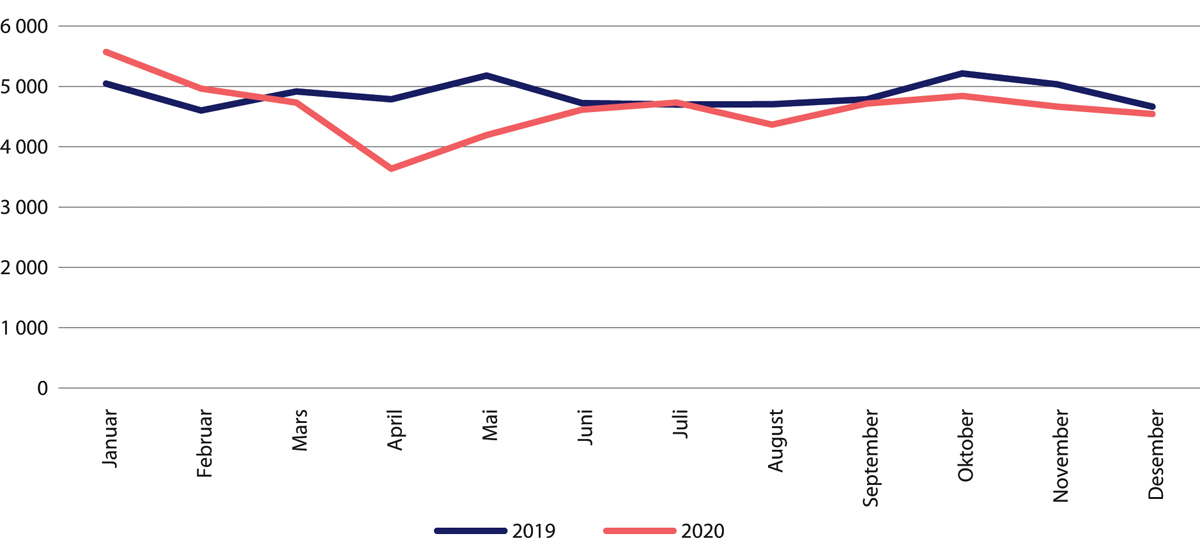 6 000
5 000
4 000
3 000
2 000
1 000
0
Januar
Februar
Mars
April
Mai
Juni
Juli
August
September
Oktober
November
Desember
2019
2020